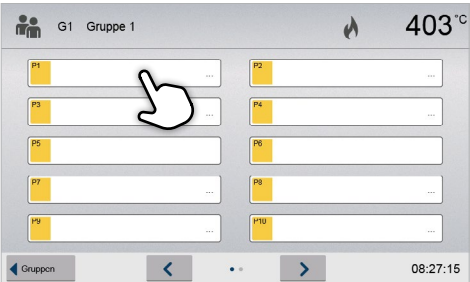 G1 Gruppe 1 403°C
P1 ... P2 ...
P3 ... P4 ...
P5 P6
P7 ... P8 ...
P9 ... P10 ...
Gruppen 08:27:15